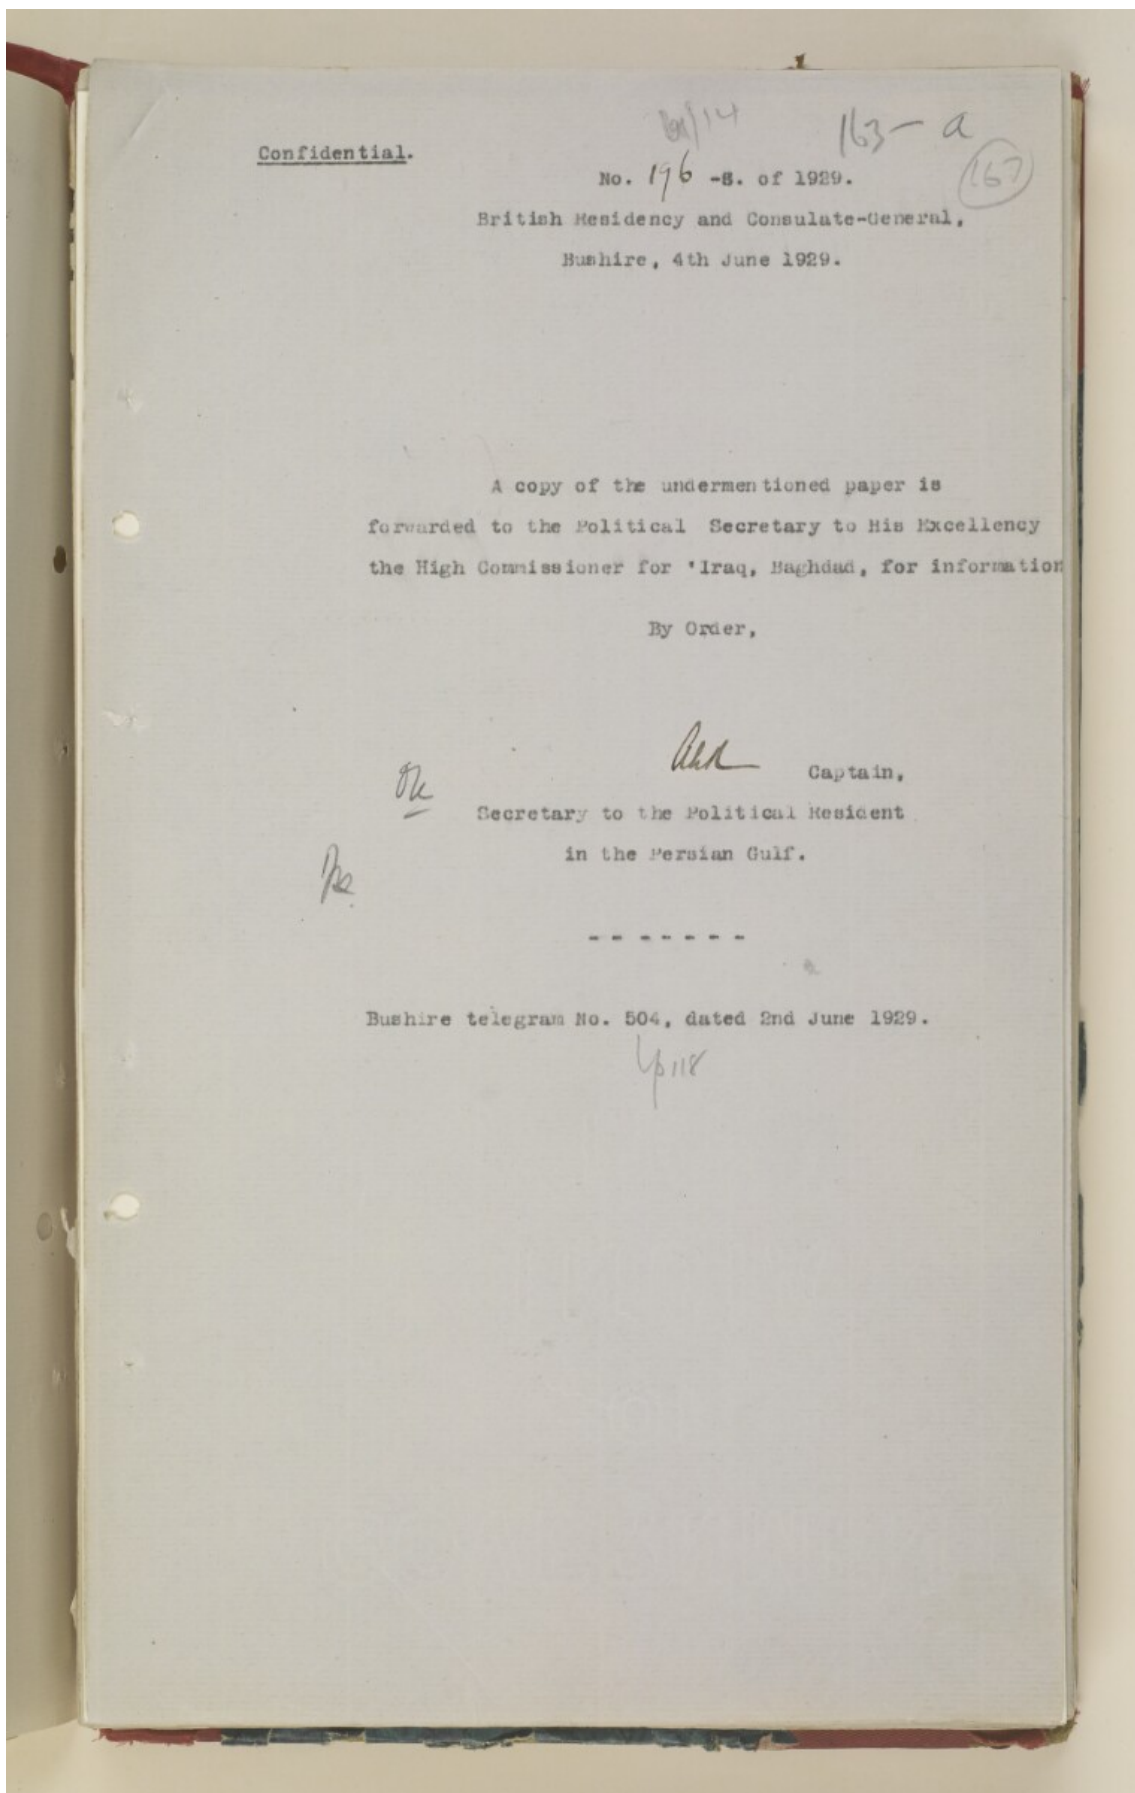 163-a
Confidential.
No. 196 -S. of 1929.
167
British Residency and Consulate-General,
Bushire, 4th June 1929.
A copy of the undermentioned paper is
forwarded to the Political Secretary to His Excellency
the High Commissioner for 'Iraq, Baghdad, for information
By Order,
Captain,
Secretary to the Political Resident
in the Persian Gulf.
- - - - - - -
Bushire telegram No. 504, dated 2nd June 1929.